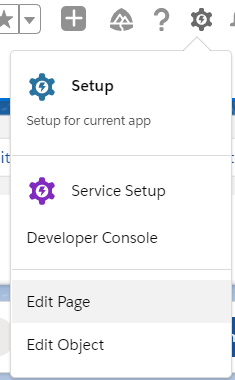 Setup
Setup for current app
Service Setup
Developer Console
Edit Page
Edit Object